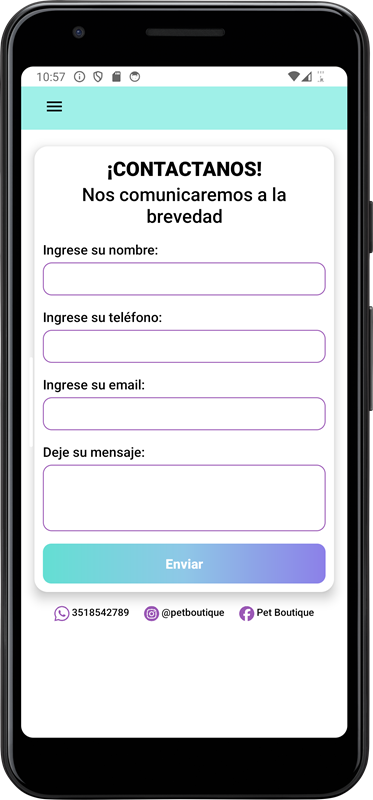 10:57
¡CONTACTANOS!
Nos comunicaremos a la
brevedad
Ingrese su nombre:
Ingrese su teléfono:
Ingrese su email:
Deje su mensaje:
Enviar
3518542789 @petboutique Pet Boutique